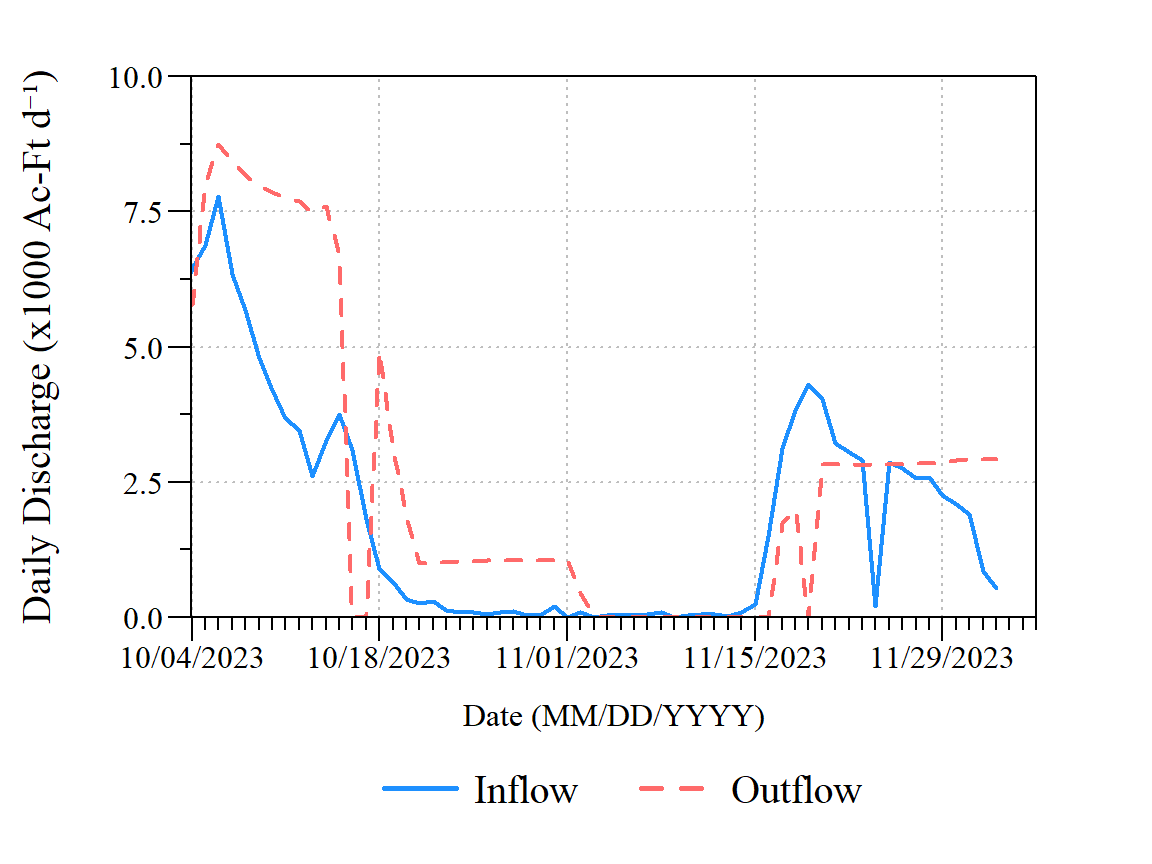 Daily Discharge (x1000 Ac-Ft d⁻¹)
10.0
7.5
5.0
2.5
0.0
10/04/2023 10/18/2023 11/01/2023 11/15/2023 11/29/2023
Date (MM/DD/YYYY)
Inflow Outflow